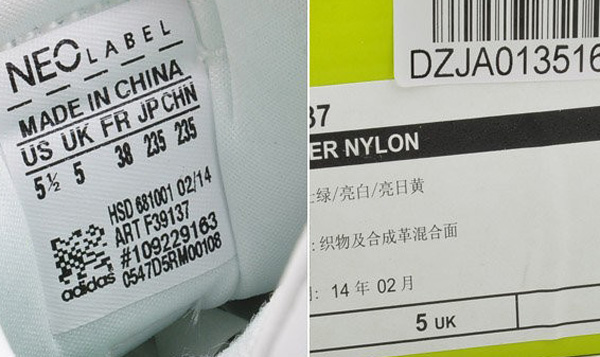 NEO LABEL
MADE IN CHINA
US UK FR JP CHN
5½ 5 38 235 235
HSD 681001 02/14
ART F39137
#109229163
0547D5RM00108
adidas
DZJA013516
37
ER NYLON
绿/亮白/亮日黄
: 织物及合成革混合面
: 14 年 02 月
5 UK